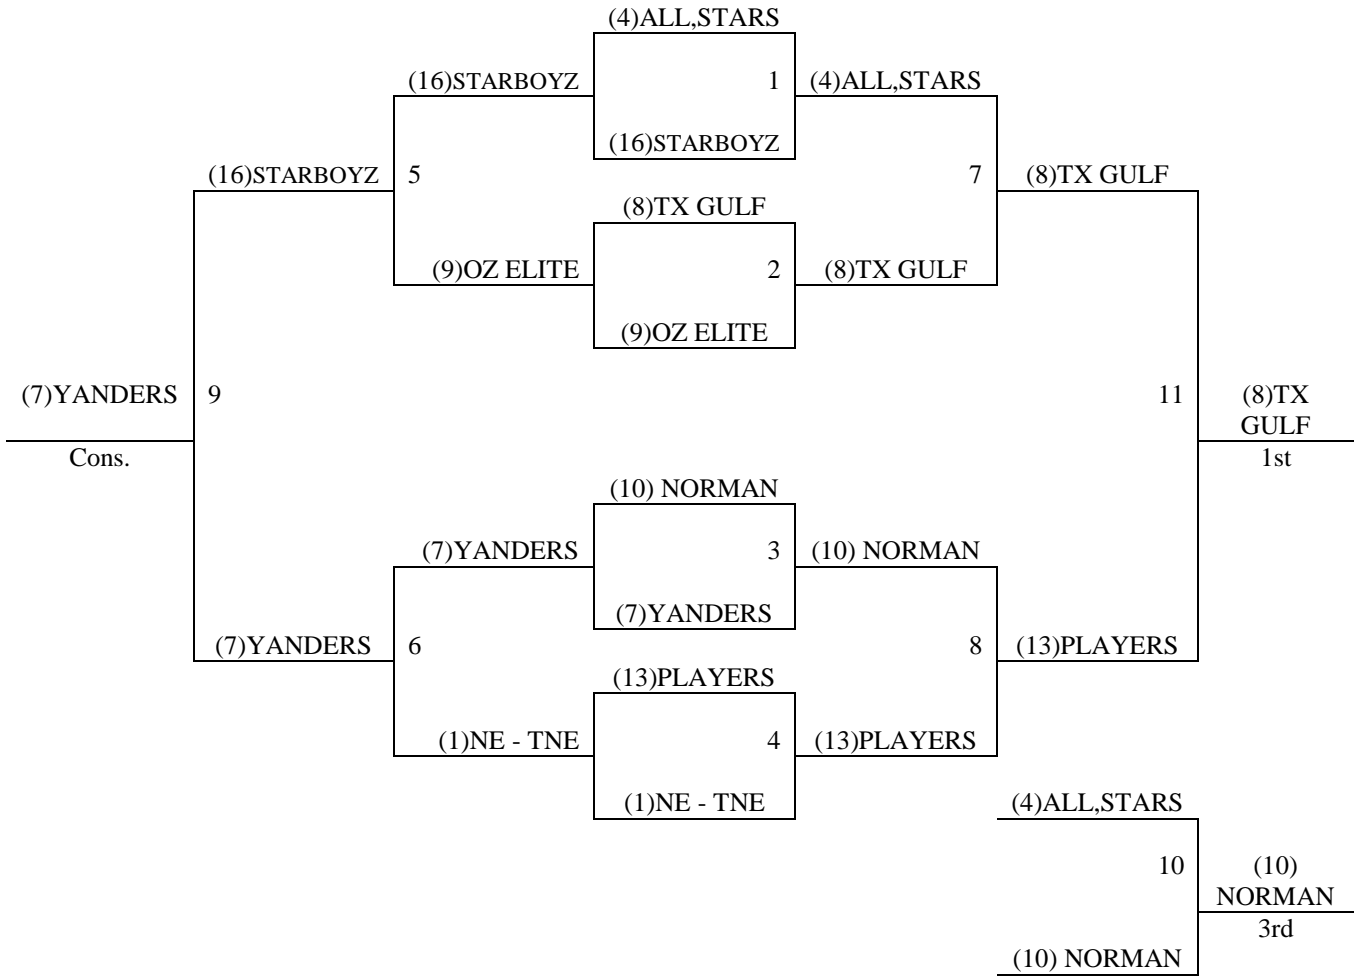 (4)ALL,STARS
(16)STARBOYZ 1 (4)ALL,STARS
(16)STARBOYZ
(16)STARBOYZ 5 7 (8)TX GULF
(8)TX GULF
(9)OZ ELITE 2 (8)TX GULF
(9)OZ ELITE
(7)YANDERS 9 11 (8)TX
GULF
Cons. 1st
(10) NORMAN
(7)YANDERS 3 (10) NORMAN
(7)YANDERS
(7)YANDERS 6 8 (13)PLAYERS
(13)PLAYERS
(1)NE - TNE 4 (13)PLAYERS
(1)NE - TNE (4)ALL,STARS
10 (10)
NORMAN
3rd
(10) NORMAN